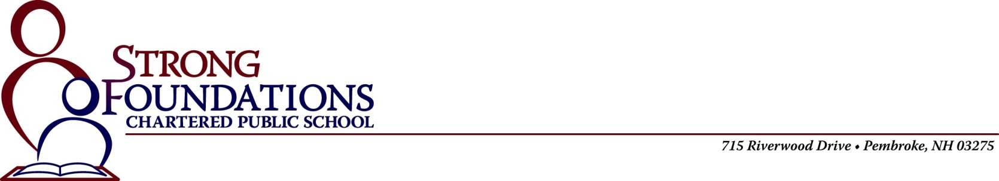 STRONG
FOUNDATIONS
CHARTERED PUBLIC SCHOOL
715 Riverwood Drive ⬧ Pembroke, NH 03275